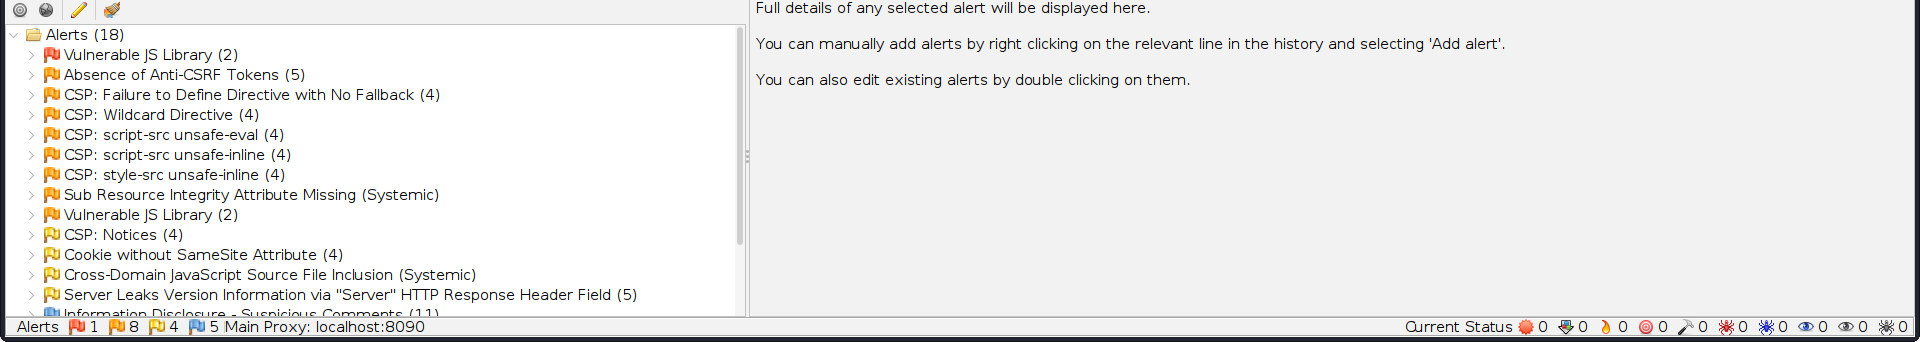 Full details of any selected alert will be displayed here.
You can manually add alerts by right clicking on the relevant line in the history and selecting 'Add alert'.
You can also edit existing alerts by double clicking on them.
Alerts (18)
Vulnerable JS Library (2)
Absence of Anti-CSRF Tokens (5)
CSP: Failure to Define Directive with No Fallback (4)
CSP: Wildcard Directive (4)
CSP: script-src unsafe-eval (4)
CSP: script-src unsafe-inline (4)
CSP: style-src unsafe-inline (4)
Sub Resource Integrity Attribute Missing (Systemic)
Vulnerable JS Library (2)
CSP: Notices (4)
Cookie without SameSite Attribute (4)
Cross-Domain JavaScript Source File Inclusion (Systemic)
Server Leaks Version Information via "Server" HTTP Response Header Field (5)
Information Disclosure - Suspicious Comments (11)
Alerts 1 8 4 5 Main Proxy: localhost:8090
Current Status 0 0 0 0 0 0 0 0 0 0